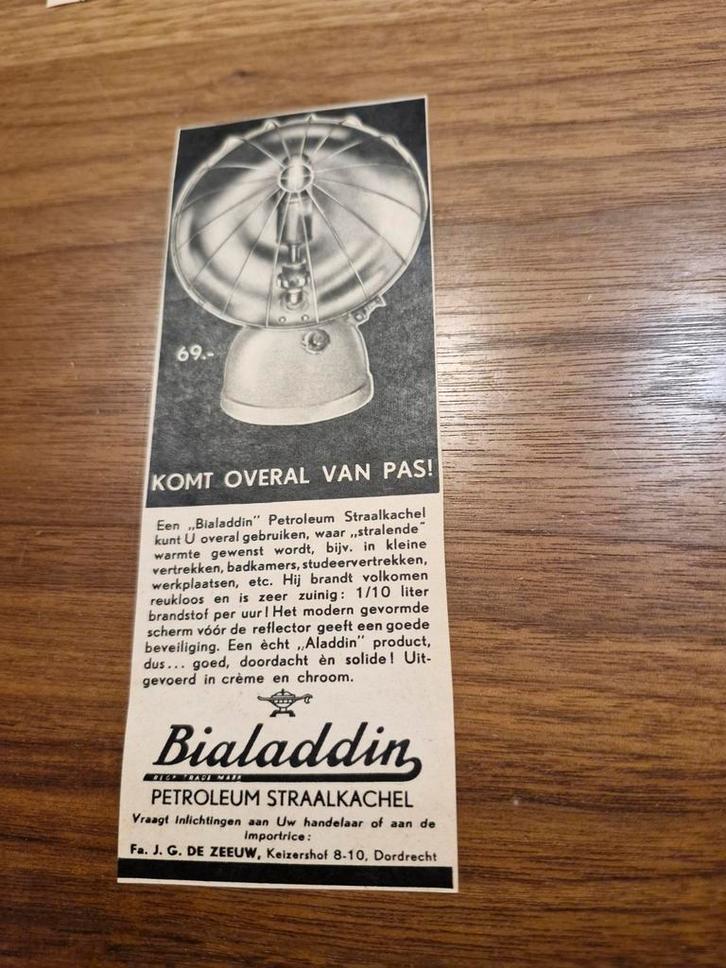 69.-
KOMT OVERAL VAN PAS!
Een „Bialaddin" Petroleum Straalkachel
kunt U overal gebruiken, waar „stralende"
warmte gewenst wordt, bijv. in kleine
vertrekken, badkamers, studeervertrekken,
werkplaatsen, etc. Hij brandt volkomen
reukloos en is zeer zuinig: 1/10 liter
brandstof per uur! Het modern gevormde
scherm vóór de reflector geeft een goede
beveiliging. Een ècht „Aladdin" product,
dus... goed, doordacht èn solide! Uit-
gevoerd in crème en chroom.
Bialaddin
REGD TRADE MARK
PETROLEUM STRAALKACHEL
Vraagt Inlichtingen aan Uw handelaar of aan de
Importrice:
Fa. J. G. DE ZEEUW, Keizershof 8-10, Dordrecht